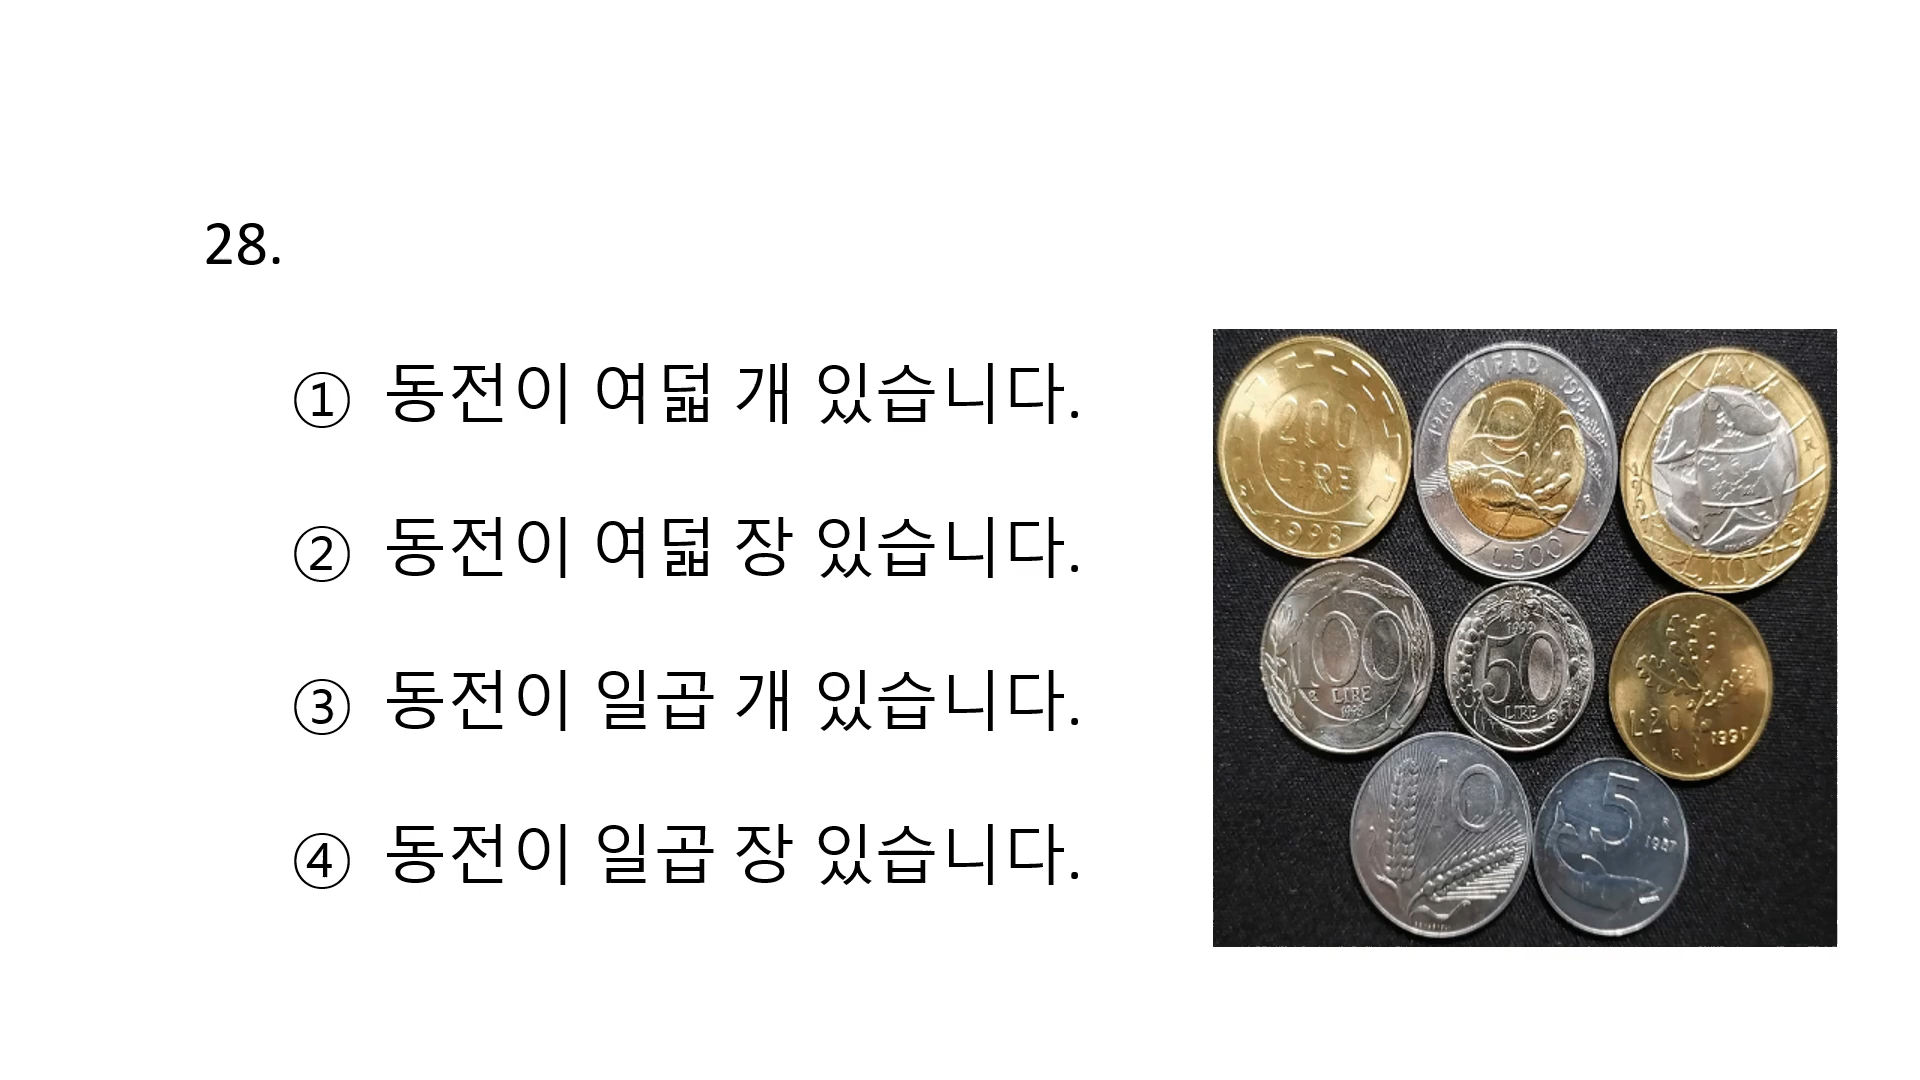 28.
① 동전이 여덟 개 있습니다.
② 동전이 여덟 장 있습니다.
③ 동전이 일곱 개 있습니다.
④ 동전이 일곱 장 있습니다.
200
LIRE
1998
IFAD 1998
L.500
100
LIRE
1999
50
LIRE
L.20
R
1991
10
5